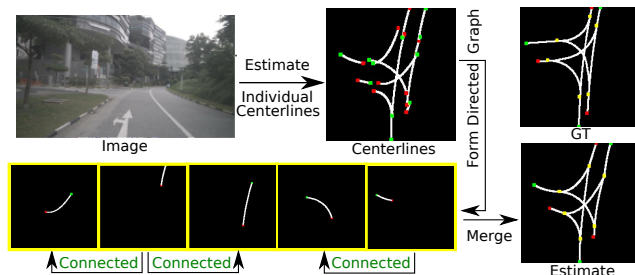 Image
Estimate
Individual
Centerlines
Centerlines
Form Directed
Graph
GT
Connected
Connected
Connected
Merge
Estimate